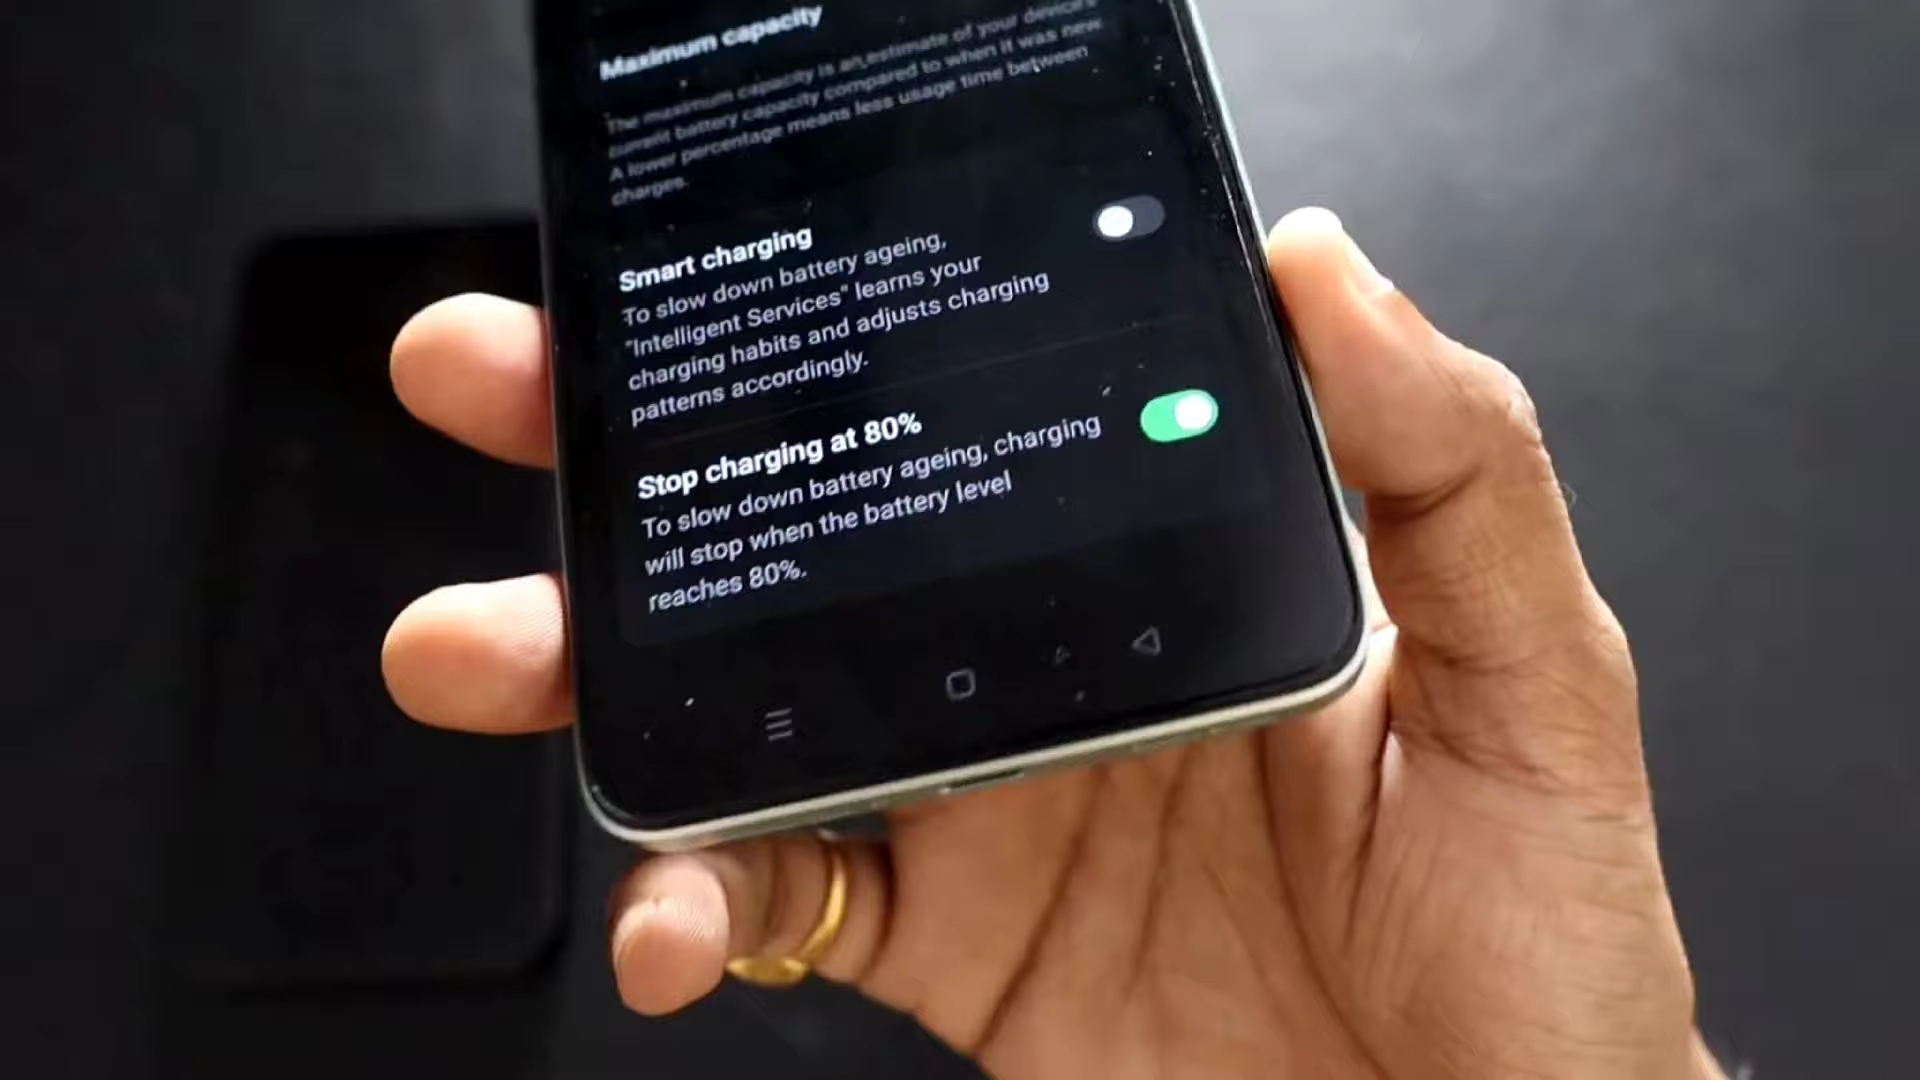 Maximum capacity
The maximum capacity is an estimate of your device's
current battery capacity compared to when it was new.
A lower percentage means less usage time between
charges.
Smart charging
To slow down battery ageing,
"Intelligent Services" learns your
charging habits and adjusts charging
patterns accordingly.
Stop charging at 80%
To slow down battery ageing, charging
will stop when the battery level
reaches 80%.